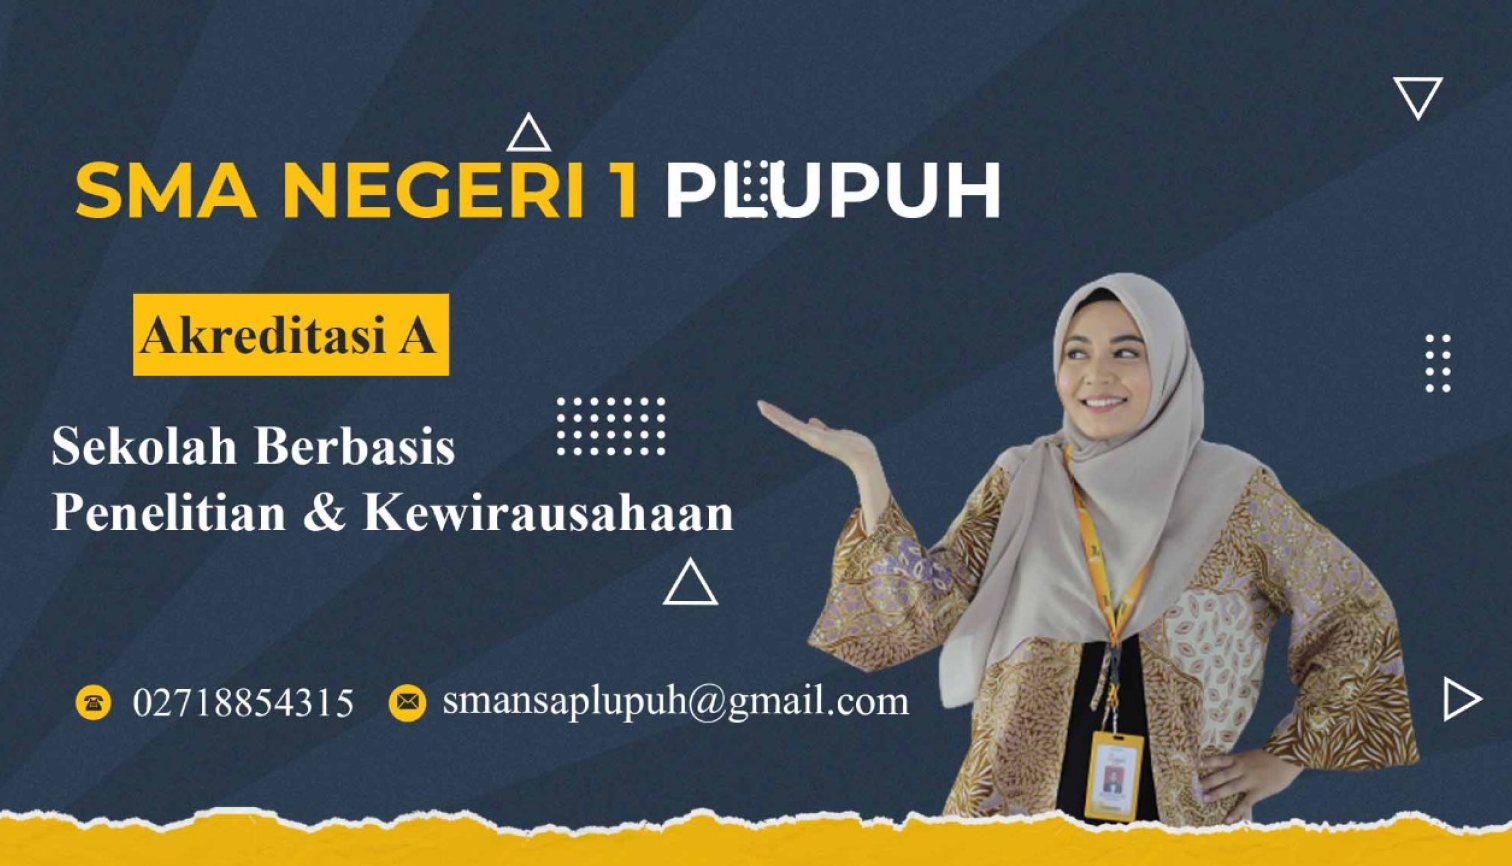 SMA NEGERI 1 PLUPUH
Akreditasi A
Sekolah Berbasis
Penelitian & Kewirausahaan
02718854315 smansaplupuh@gmail.com